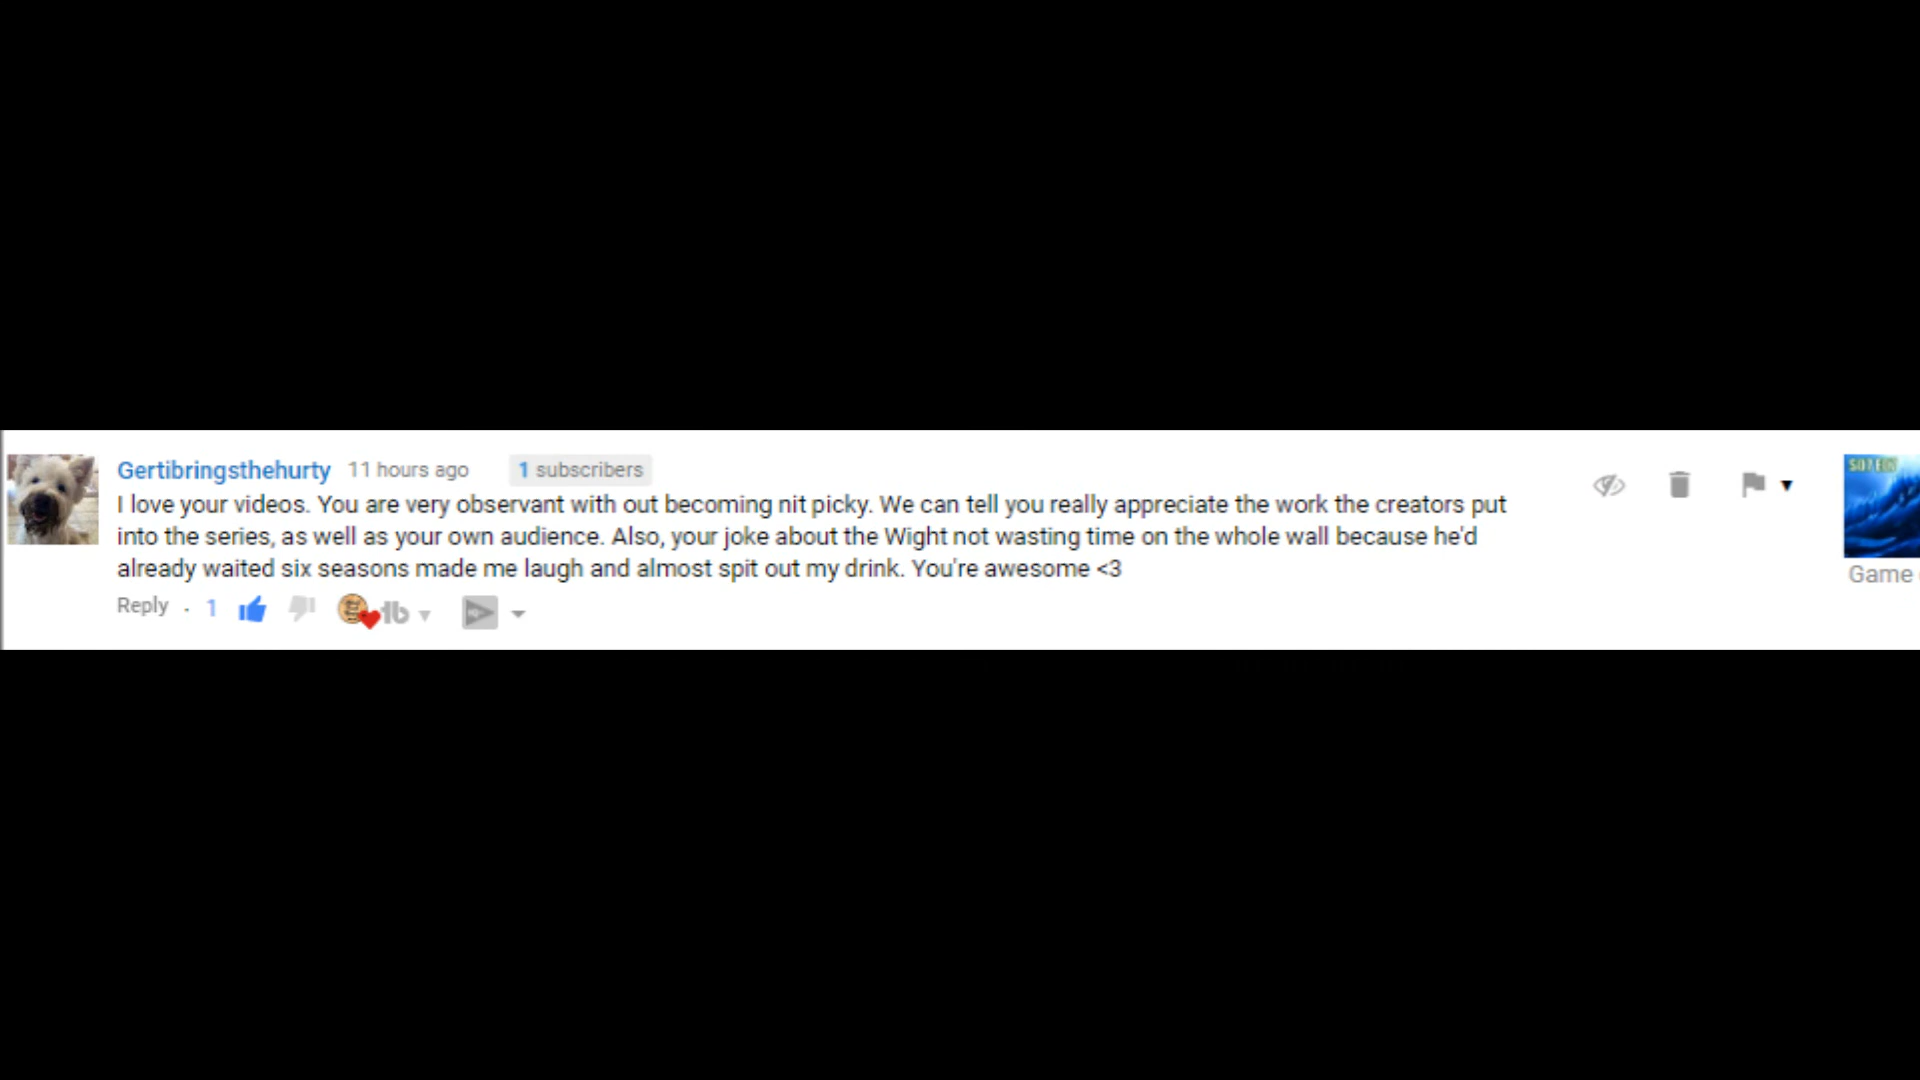 Gertibringsthehurty 11 hours ago 1 subscribers
I love your videos. You are very observant with out becoming nit picky. We can tell you really appreciate the work the creators put
into the series, as well as your own audience. Also, your joke about the Wight not wasting time on the whole wall because he'd
already waited six seasons made me laugh and almost spit out my drink. You're awesome <3
Reply · 1 tb
Game